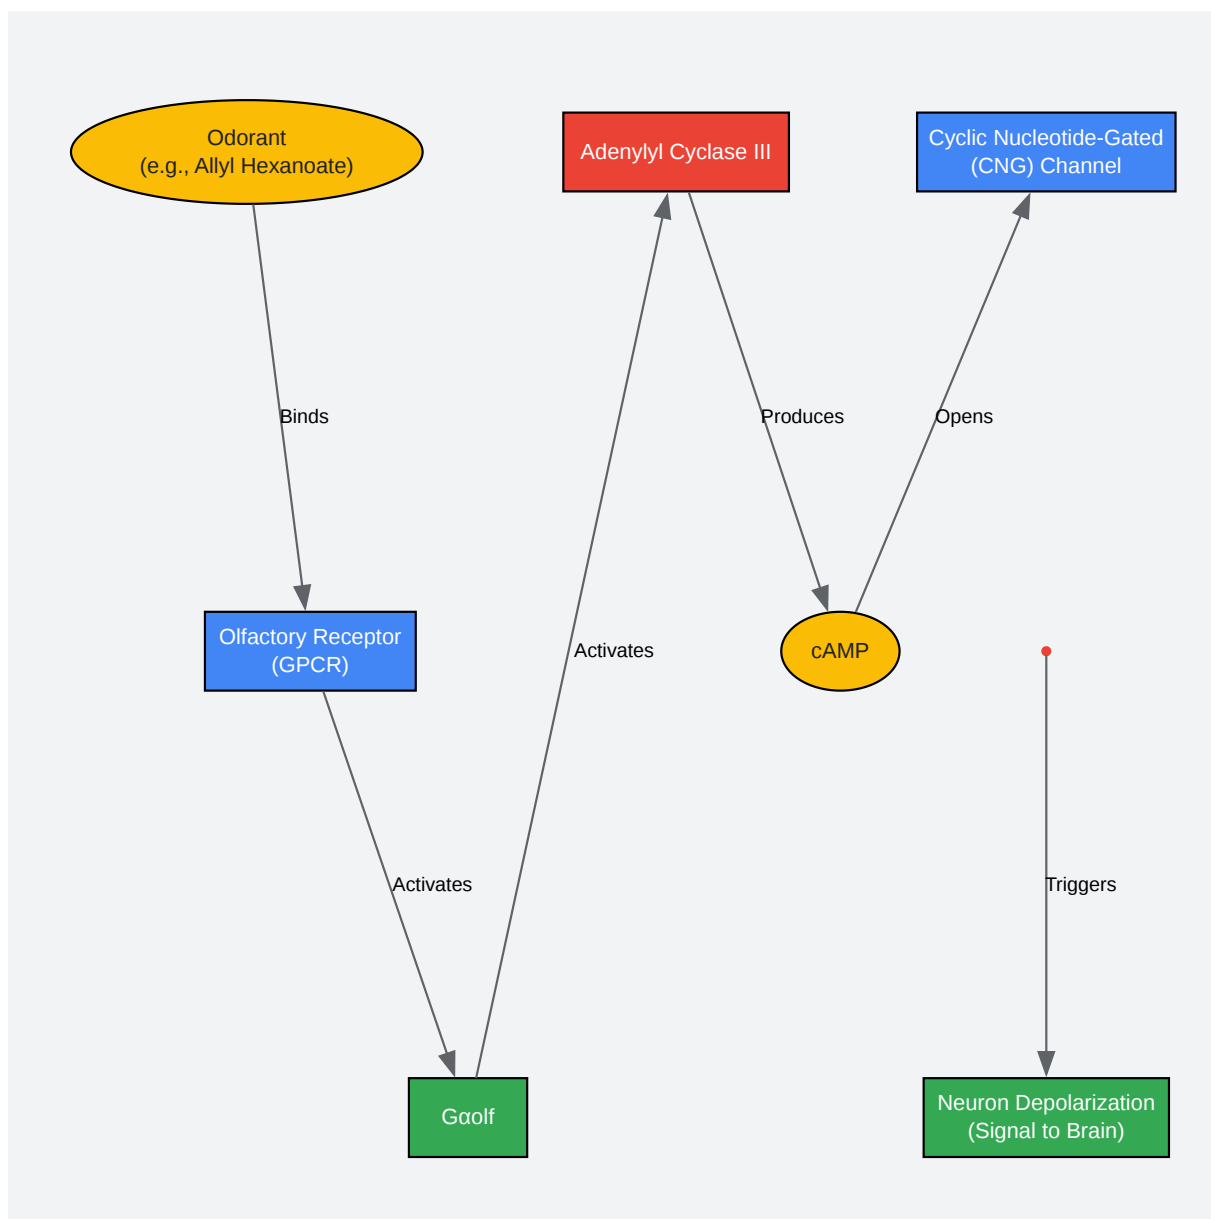 Odorant
(e.g., Allyl Hexanoate)
Adenylyl Cyclase III
Cyclic Nucleotide-Gated
(CNG) Channel
Binds
Produces
Opens
Olfactory Receptor
(GPCR)
Activates
cAMP
Activates
Triggers
Gαolf
Neuron Depolarization
(Signal to Brain)